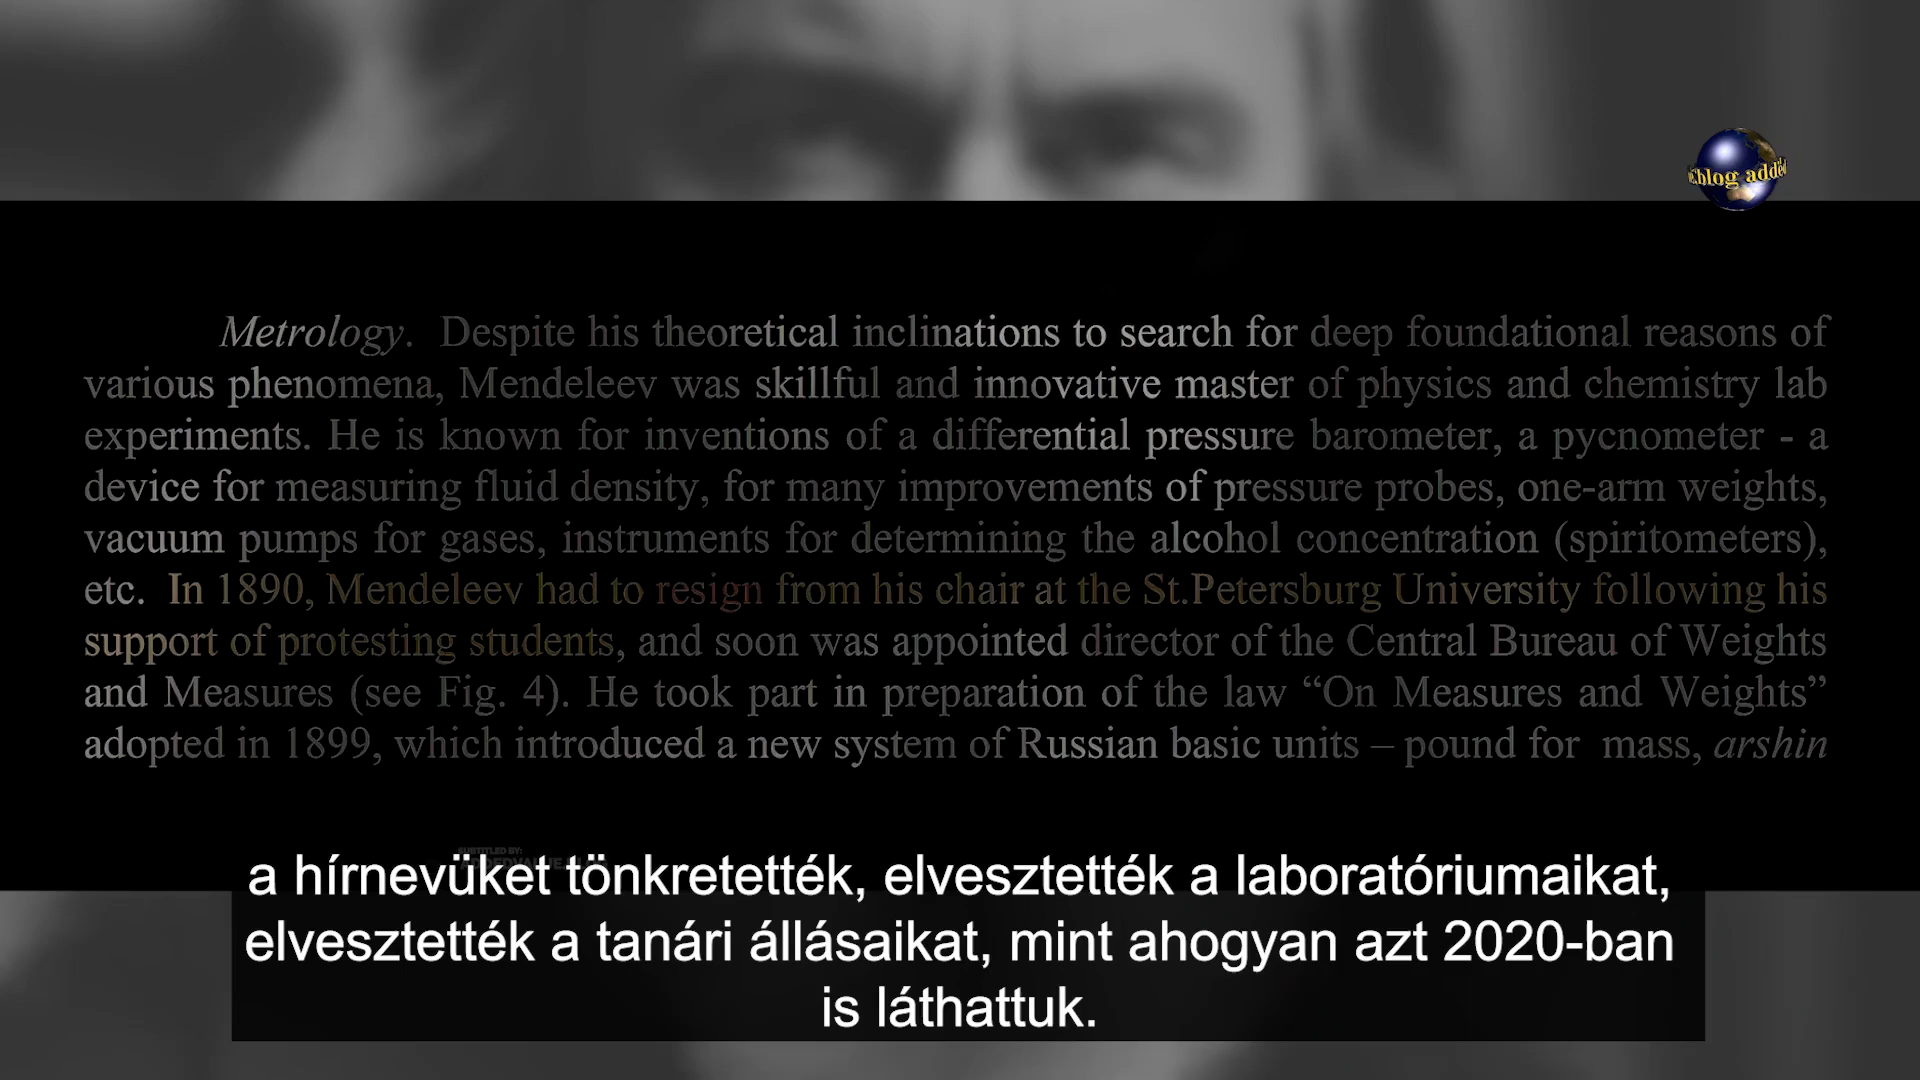 blog added
Metrology. Despite his theoretical inclinations to search for deep foundational reasons of
various phenomena, Mendeleev was skillful and innovative master of physics and chemistry lab
experiments. He is known for inventions of a differential pressure barometer, a pycnometer - a
device for measuring fluid density, for many improvements of pressure probes, one-arm weights,
vacuum pumps for gases, instruments for determining the alcohol concentration (spiritometers),
etc. In 1890, Mendeleev had to resign from his chair at the St.Petersburg University following his
support of protesting students, and soon was appointed director of the Central Bureau of Weights
and Measures (see Fig. 4). He took part in preparation of the law “On Measures and Weights”
adopted in 1899, which introduced a new system of Russian basic units – pound for mass, arshin
SUBTITLED BY:
a hírnevüket tönkretették, elvesztették a laboratóriumaikat,
elvesztették a tanári állásaikat, mint ahogyan azt 2020-ban
is láthattuk.